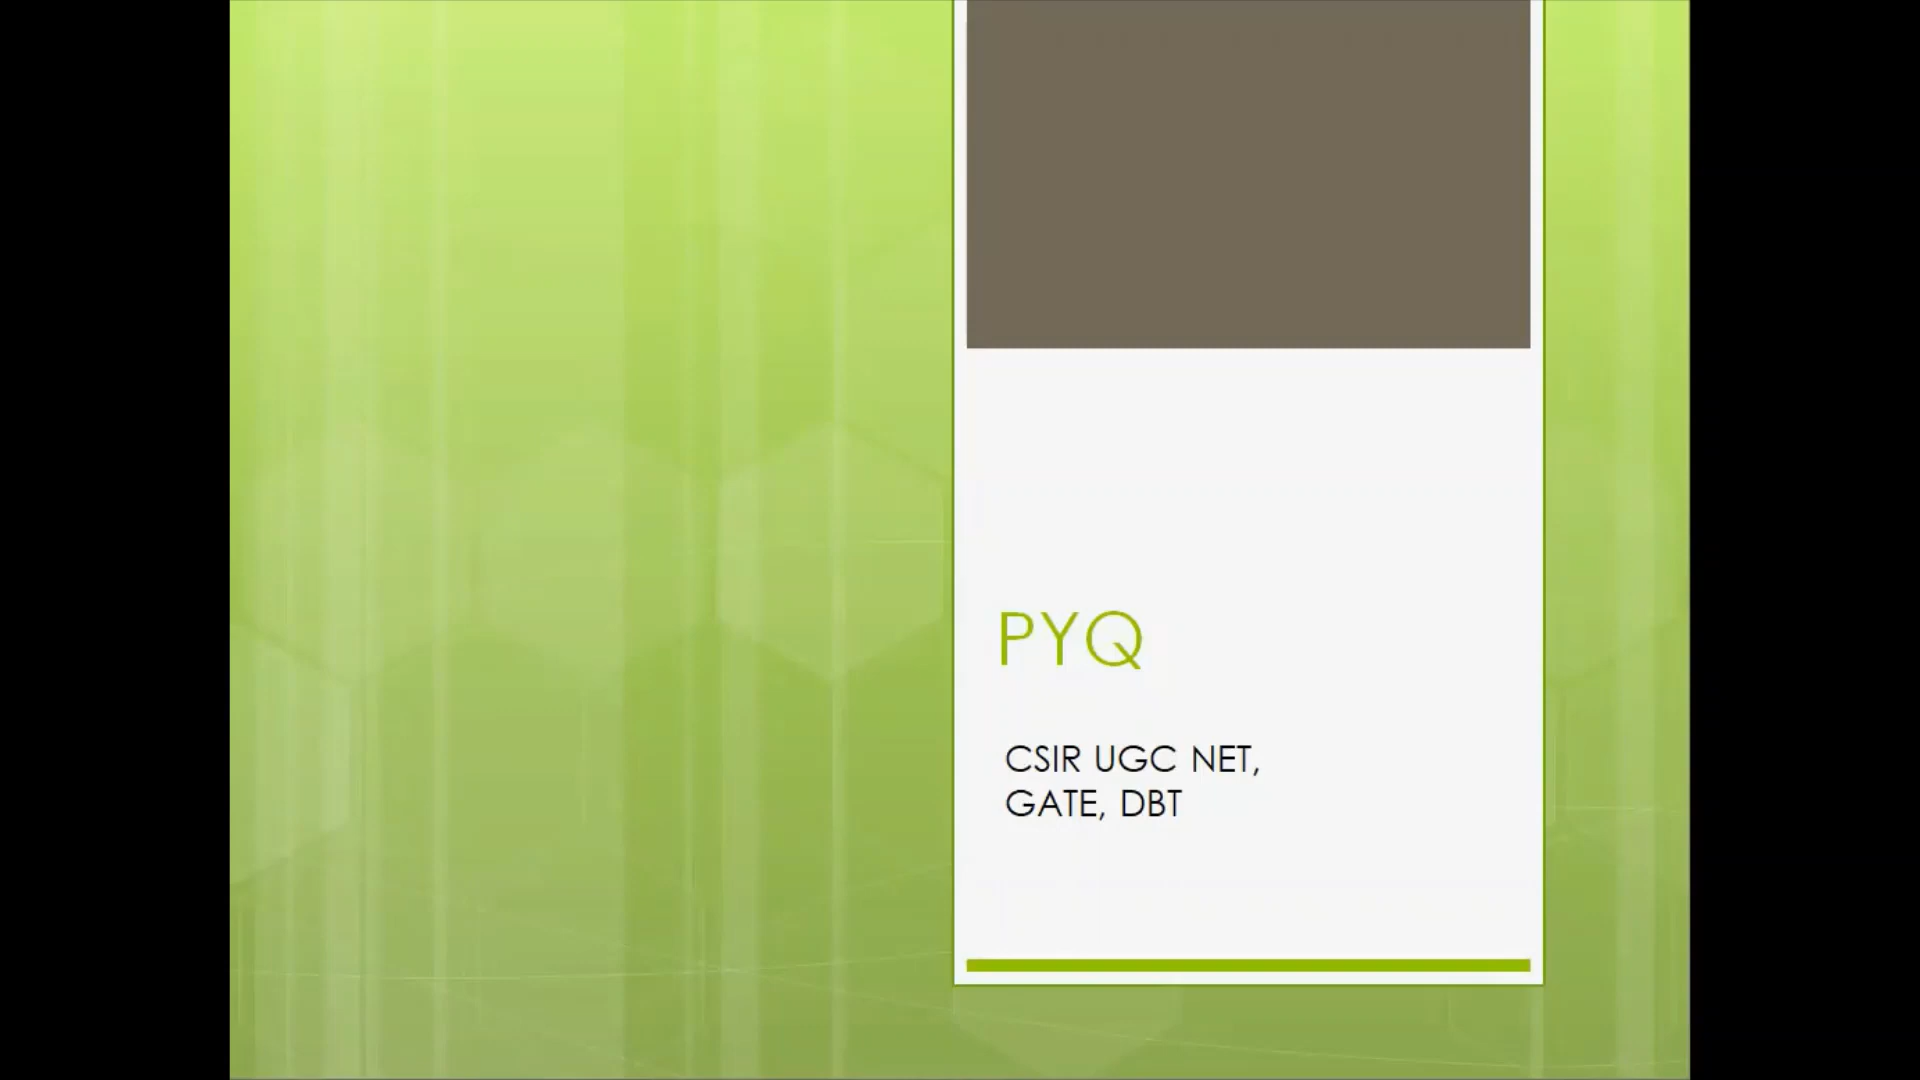 PYQ
CSIR UGC NET,
GATE, DBT